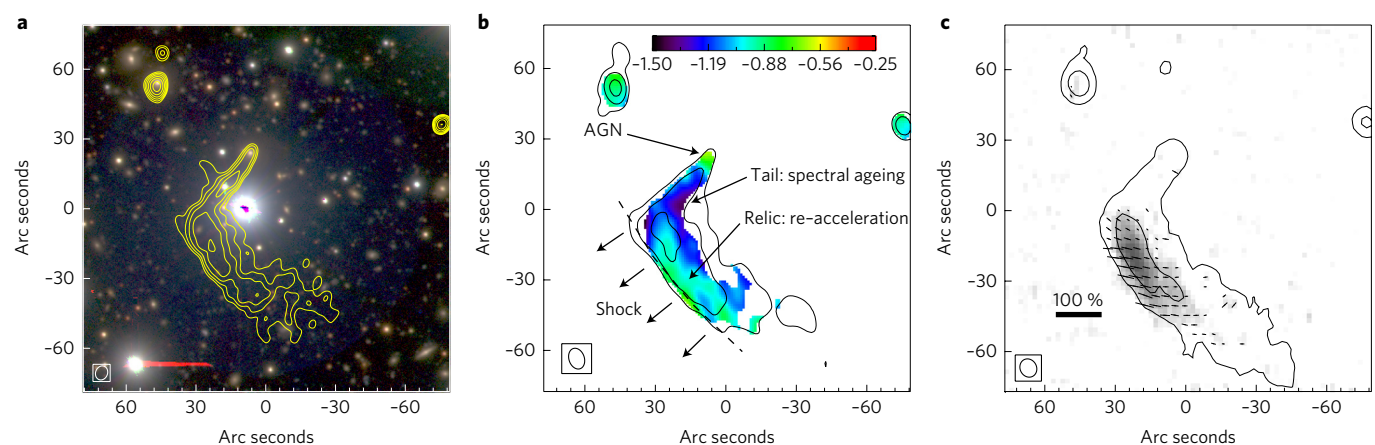 a
60
30
0
−30
−60
Arc seconds
60
30
0
−30
−60
Arc seconds
b
−1.50
−1.19
−0.88
−0.56
−0.25
60
30
0
−30
−60
Arc seconds
AGN
Tail: spectral ageing
Relic: re−acceleration
Shock
60
30
0
−30
−60
Arc seconds
c
60
30
0
−30
−60
Arc seconds
100 %
60
30
0
−30
−60
Arc seconds